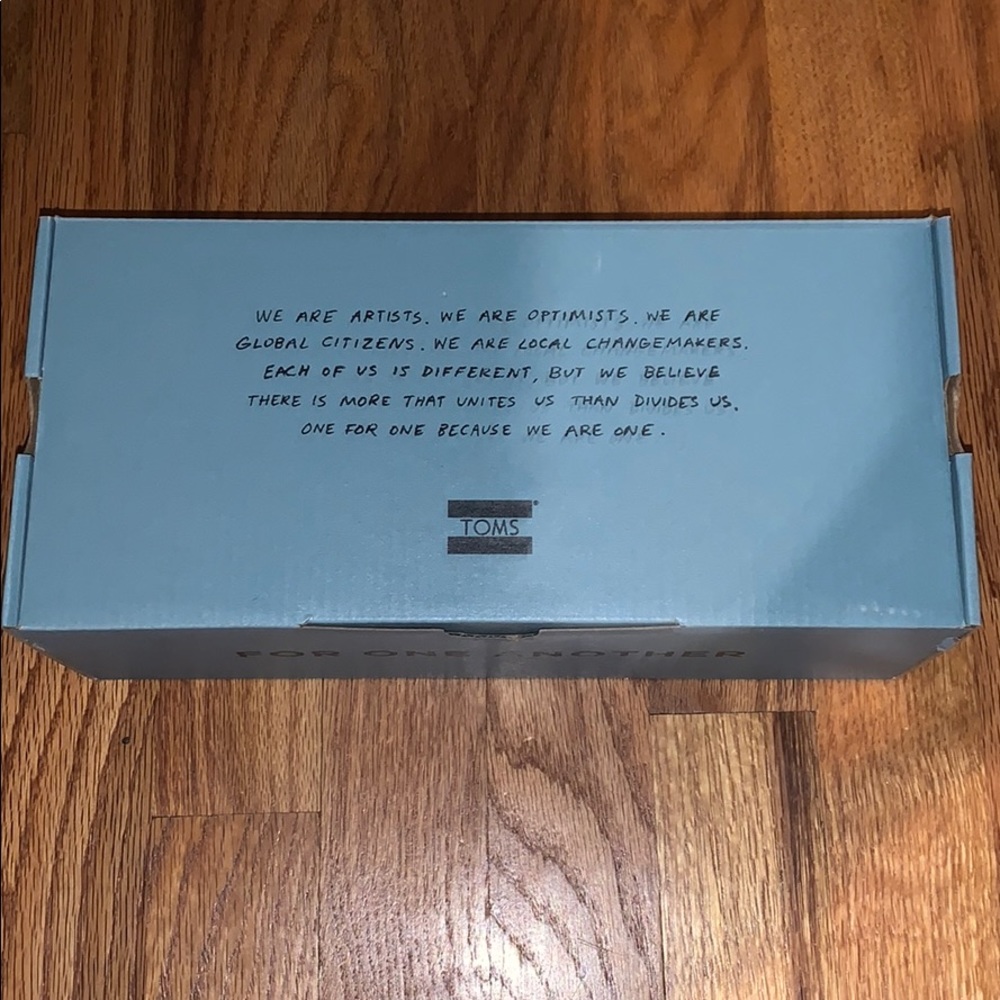 WE ARE ARTISTS. WE ARE OPTIMISTS. WE ARE
GLOBAL CITIZENS. WE ARE LOCAL CHANGEMAKERS.
EACH OF US IS DIFFERENT, BUT WE BELIEVE
THERE IS MORE THAT UNITES US THAN DIVIDES US.
ONE FOR ONE BECAUSE WE ARE ONE.
TOMS
FOR ONE ANOTHER